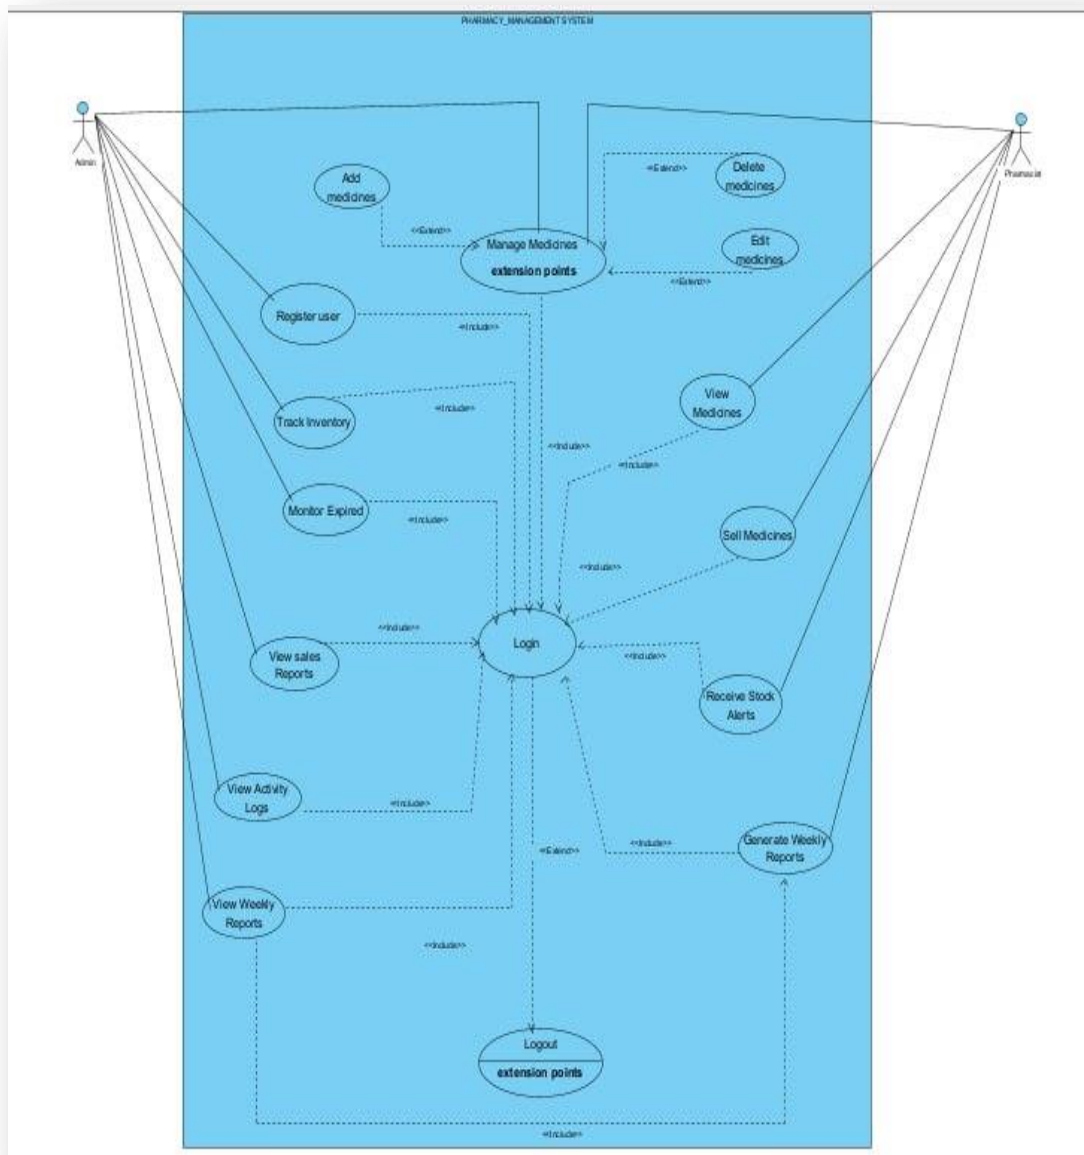 PHARMACY_MANAGEMENT SYSTEM
Admin
Pharmacist
Add
medicines
<<Extend>>
Delete
medicines
<<Extend>>
Manage Medicines
extension points
Edit
medicines
<<Extend>>
Register user
<<Include>>
Track Inventory
<<Include>>
View
Medicines
<<Include>>
<<Include>>
Monitor Expired
<<Include>>
Sell Medicines
<<Include>>
View sales
Reports
<<Include>>
Login
<<Include>>
Receive Stock
Alerts
View Activity
Logs
<<Include>>
<<Extend>>
<<Include>>
Generate Weekly
Reports
View Weekly
Reports
<<Include>>
Logout
extension points
<<Include>>